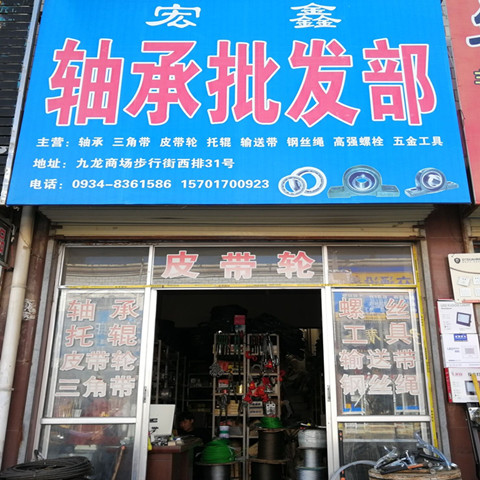 宏鑫
轴承批发部
主营：轴承 三角带 皮带轮 托辊 输送带 钢丝绳 高强螺栓 五金工具
地址：九龙商场步行街西排31号
电话：0934-8361586 15701700923
皮带轮
轴承
托辊
皮带轮
三角带
螺丝
工具
输送带
钢丝绳